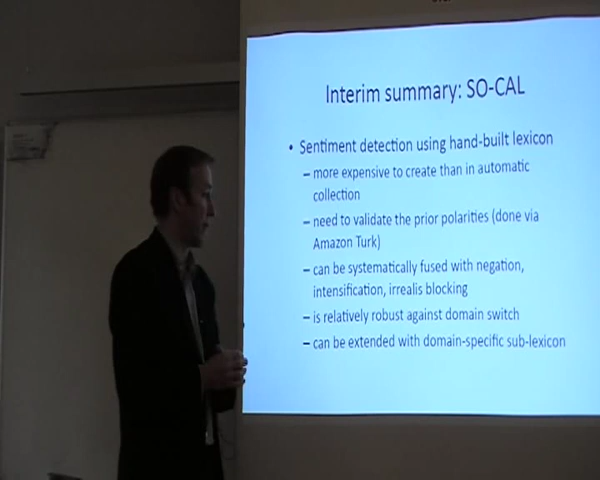 Interim summary: SO-CAL
• Sentiment detection using hand-built lexicon
– more expensive to create than in automatic
collection
– need to validate the prior polarities (done via
Amazon Turk)
– can be systematically fused with negation,
intensification, irrealis blocking
– is relatively robust against domain switch
– can be extended with domain-specific sub-lexicon